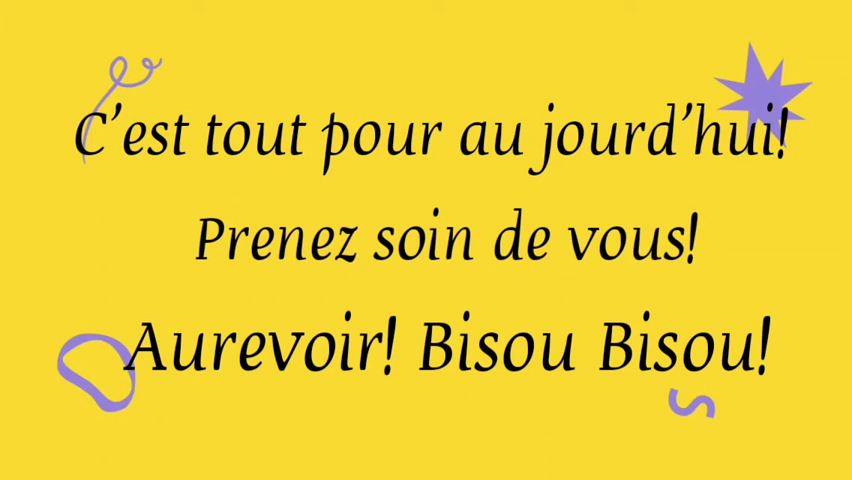 C’est tout pour au jourd’hui!
Prenez soin de vous!
Aurevoir! Bisou Bisou!